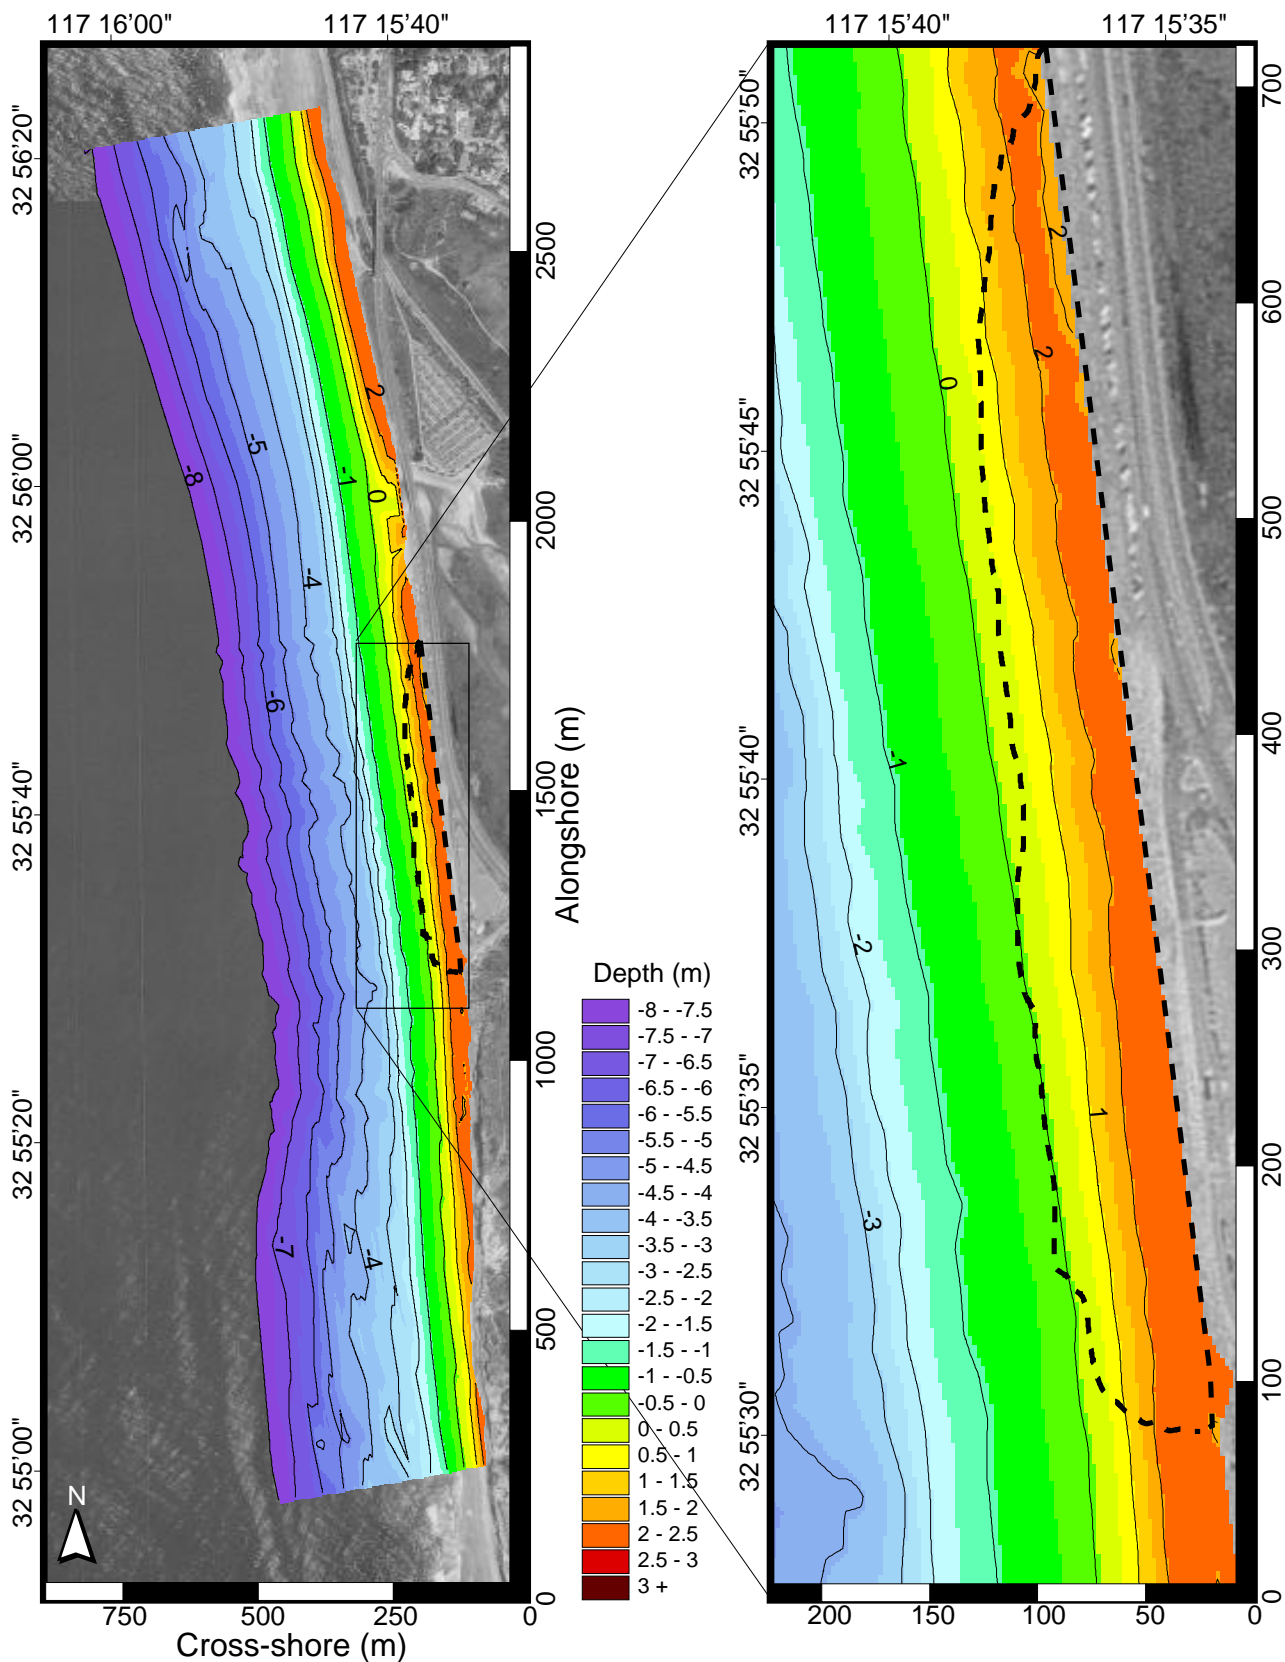 117 16'00"
117 15'40"
117 15'40"
117 15'35"
32 56'20"
32 56'00"
32 55'40"
32 55'20"
32 55'00"
2500
2000
1500
1000
500
0
Alongshore (m)
750
500
250
0
Cross-shore (m)
N
-8
-5
-1
0
2
-4
-6
-7
-4
Depth (m)
-8 - -7.5
-7.5 - -7
-7 - -6.5
-6.5 - -6
-6 - -5.5
-5.5 - -5
-5 - -4.5
-4.5 - -4
-4 - -3.5
-3.5 - -3
-3 - -2.5
-2.5 - -2
-2 - -1.5
-1.5 - -1
-1 - -0.5
-0.5 - 0
0 - 0.5
0.5 - 1
1 - 1.5
1.5 - 2
2 - 2.5
2.5 - 3
3 +
32 55'50"
32 55'45"
32 55'40"
32 55'35"
32 55'30"
700
600
500
400
300
200
100
0
200
150
100
50
0
2
2
0
-1
-2
1
-3